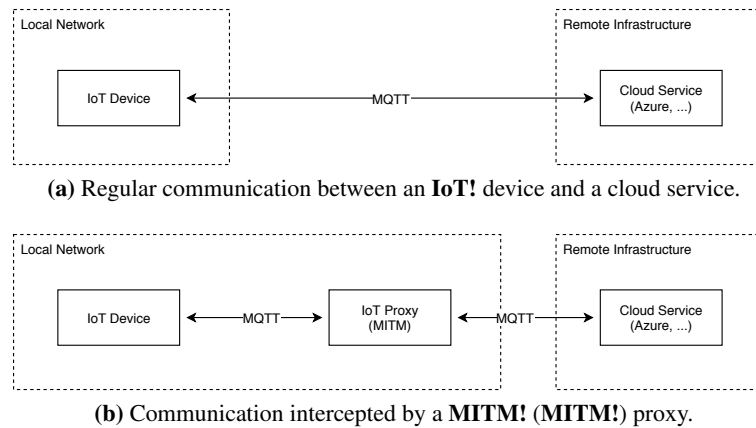 Local Network
Remote Infrastructure
IoT Device
MQTT
Cloud Service
(Azure, ...)
(a) Regular communication between an IoT! device and a cloud service.
Local Network
Remote Infrastructure
IoT Device
MQTT
IoT Proxy
(MITM)
MQTT
Cloud Service
(Azure, ...)
(b) Communication intercepted by a MITM! (MITM!) proxy.